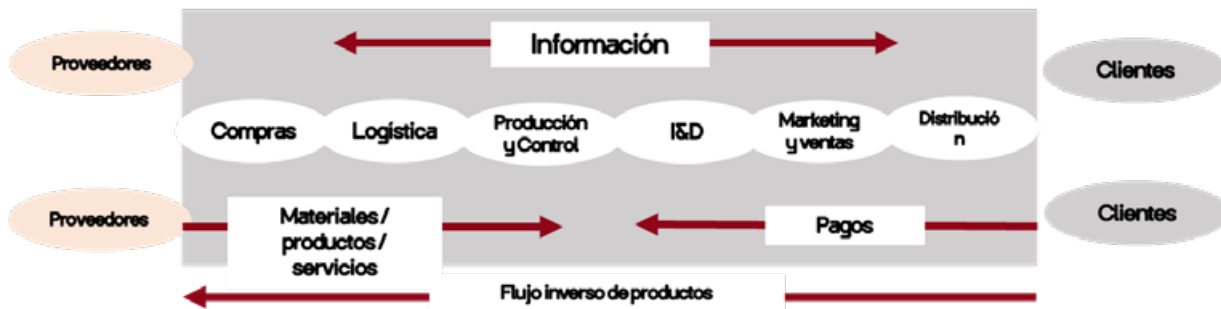 Información
Proveedores
Clientes
Compras
Logística
Producción
y Control
I&D
Marketing
y ventas
Distribució
n
Proveedores
Materiales /
productos /
servicios
Pagos
Clientes
Flujo inverso de productos